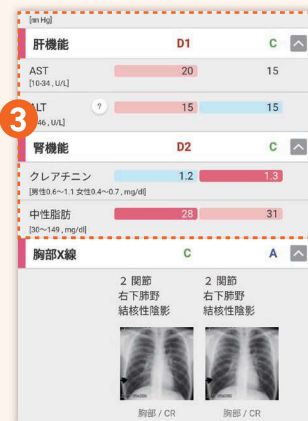 [mn Hg]
肝機能 D1 C
AST 20 15
[10-34 , U/L]
3
ALT ? 15 15
46 , U/L]
腎機能 D2 C
クレアチニン 1.2 1.3
[男性0.6〜1.1 女性0.4〜0.7 , mg/dl]
中性脂肪 28 31
[30〜149 , mg/dl]
胸部X線 C A
2 関節 2 関節
右下肺野 右下肺野
結核性陰影 結核性陰影
胸部 / CR 胸部 / CR